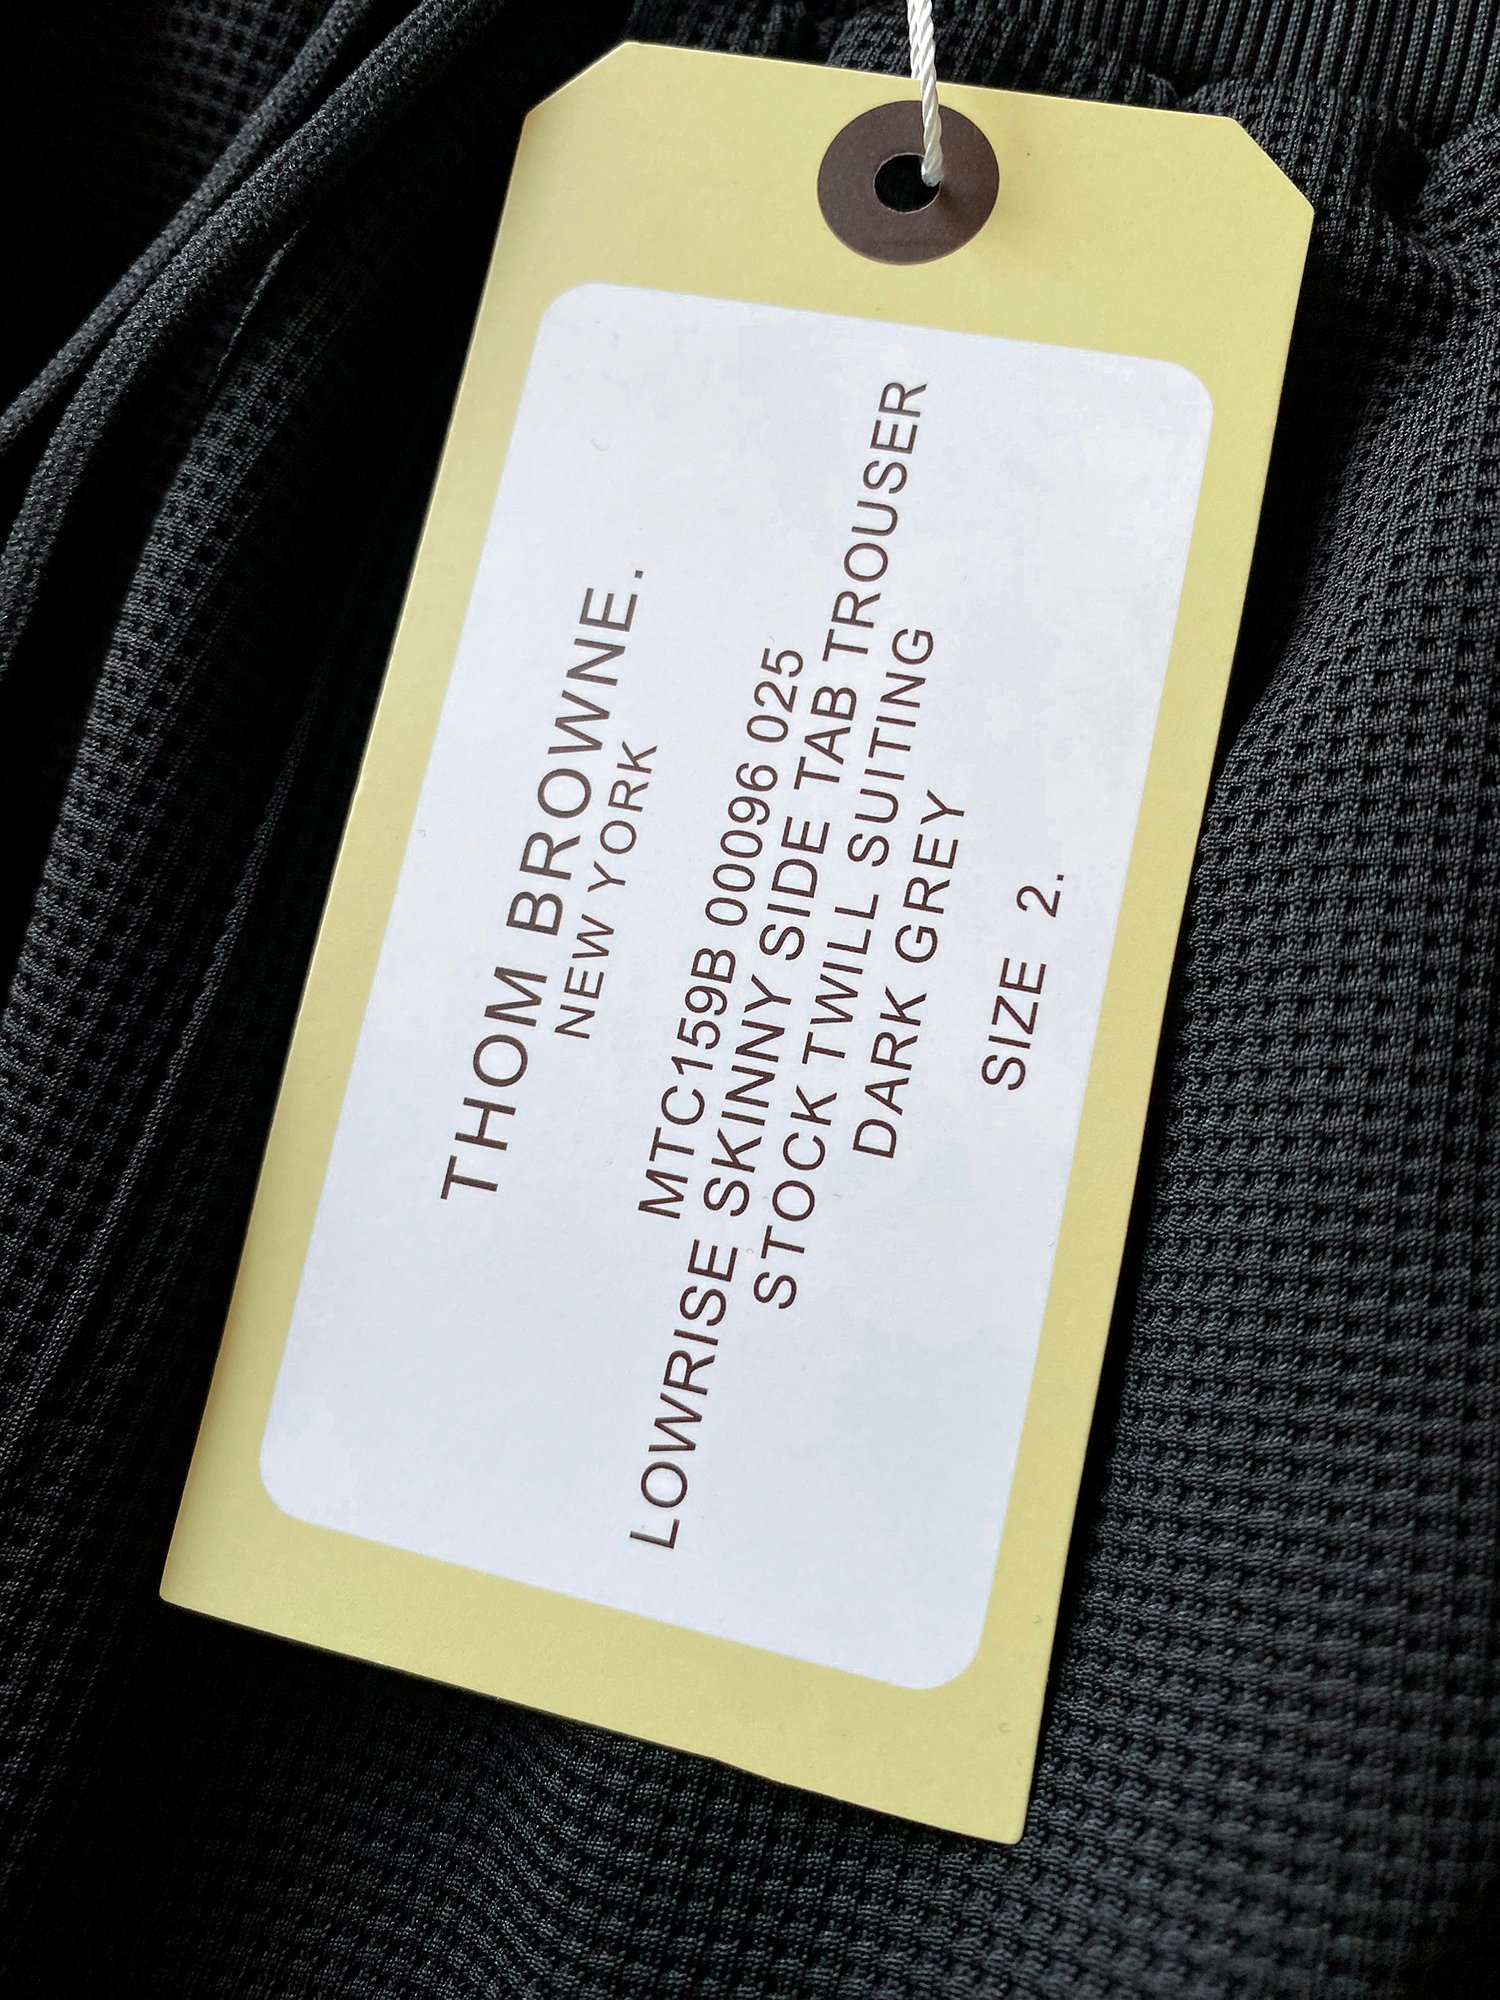 THOM BROWNE.
NEW YORK
MTC159B 00096 025
LOWRISE SKINNY SIDE TAB TROUSER
STOCK TWILL SUITING
DARK GREY
SIZE 2.